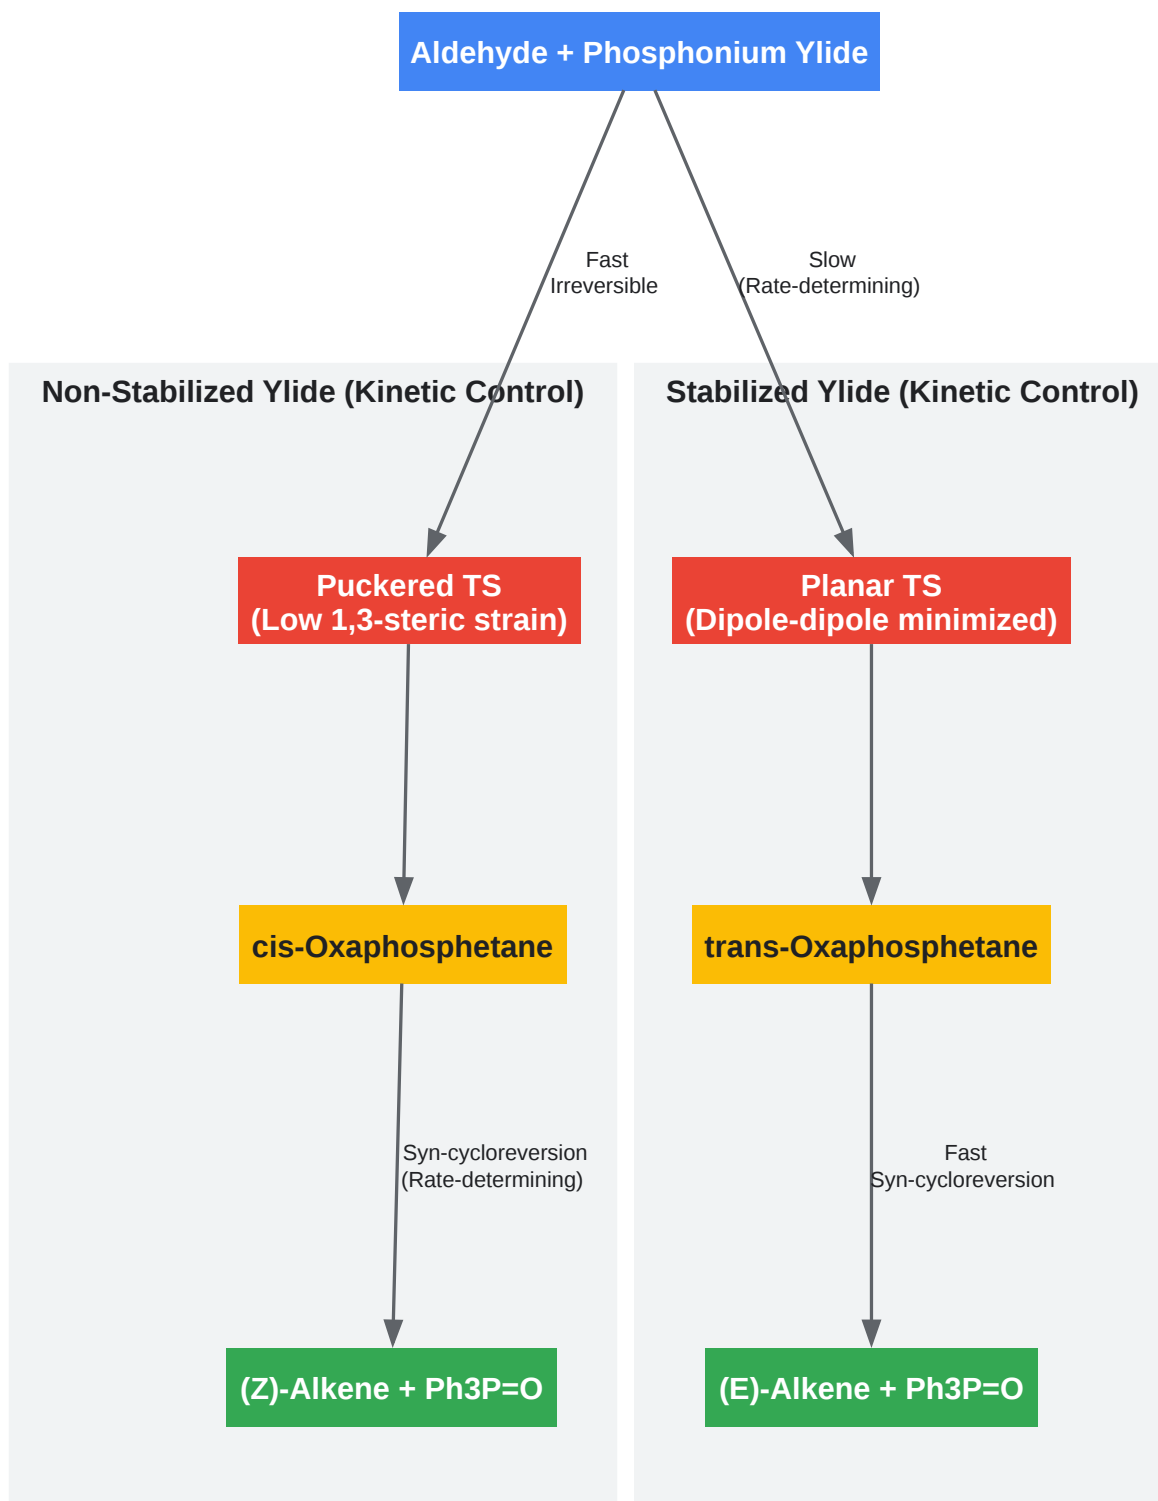 Aldehyde + Phosphonium Ylide
Fast
Irreversible
Slow
(Rate-determining)
Non-Stabilized Ylide (Kinetic Control)
Stabilized Ylide (Kinetic Control)
Puckered TS
(Low 1,3-steric strain)
Planar TS
(Dipole-dipole minimized)
cis-Oxaphosphetane
trans-Oxaphosphetane
Syn-cycloreversion
(Rate-determining)
Fast
Syn-cycloreversion
(Z)-Alkene + Ph3P=O
(E)-Alkene + Ph3P=O